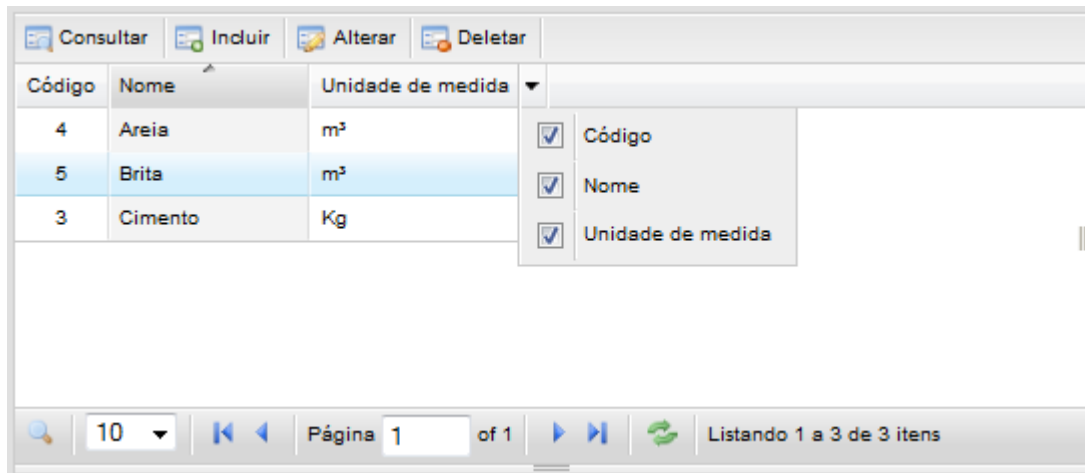 Consultar Incluir Alterar Deletar
Código Nome Unidade de medida
4 Areia m³
Código
5 Brita m³
Nome
3 Cimento Kg
Unidade de medida
10 Página 1 of 1 Listando 1 a 3 de 3 itens